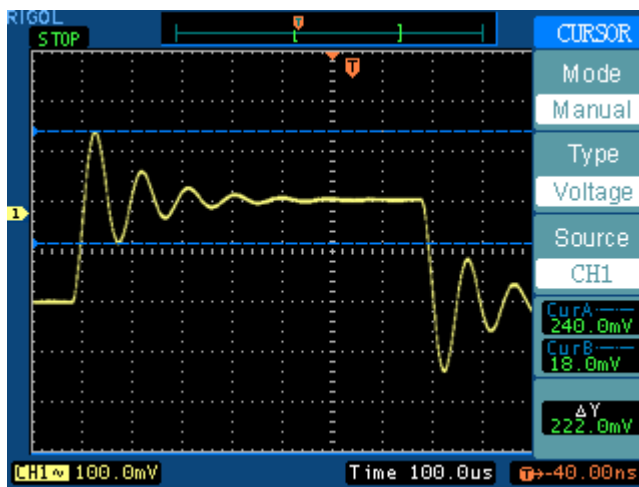 RIGOL
STOP
T
T
CURSOR
Mode
Manual
Type
Voltage
Source
CH1
CurA
240.0mV
CurB
18.0mV
ΔY
222.0mV
1
CH1~ 100.0mV
Time 100.0us
T→-40.00ns